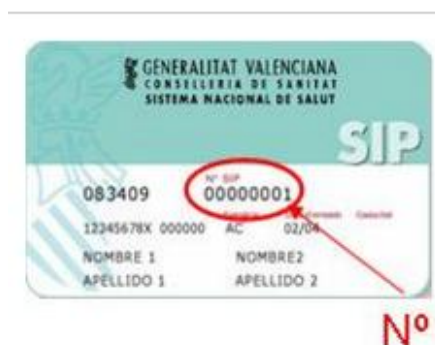 GENERALITAT VALENCIANA
CONSELLERIA DE SANITAT
SISTEMA NACIONAL DE SALUT
SIP
Nº SIP
083409 00000001
12345678X 000000 AC 02/04
NOMBRE 1 NOMBRE2
APELLIDO 1 APELLIDO 2
Nº